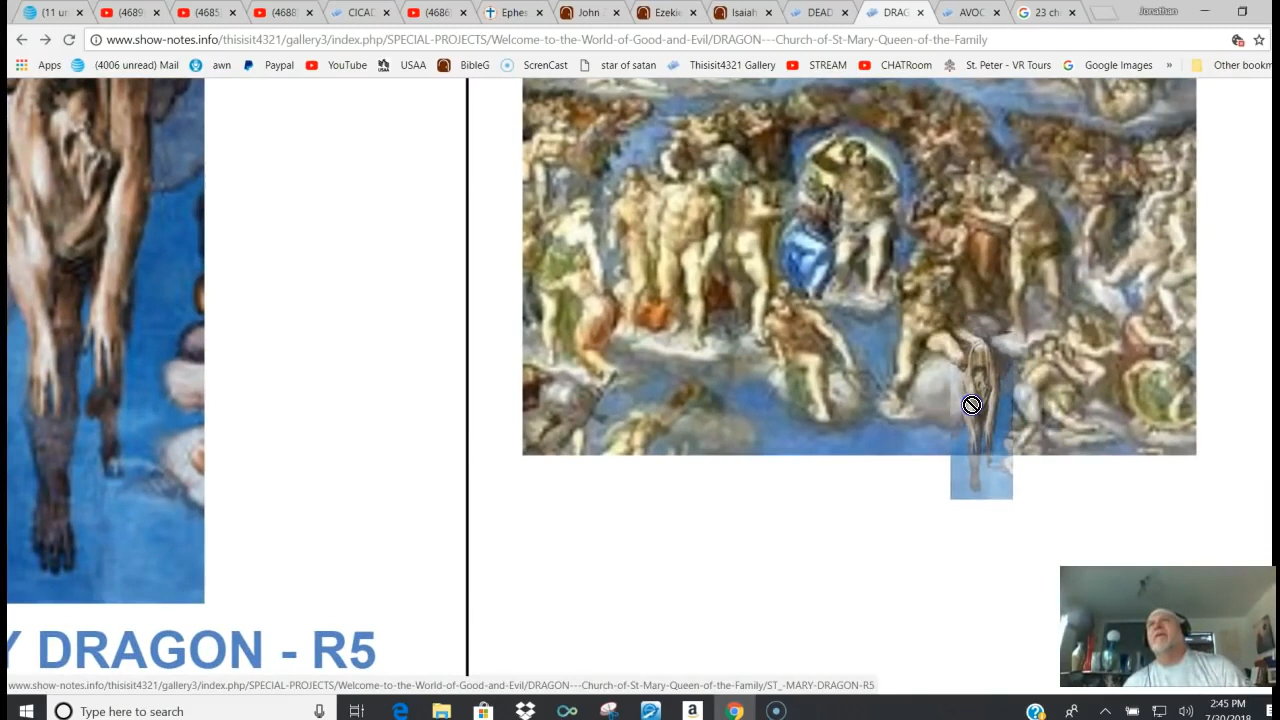 (11 ur
(4689
(4685
(4688
CICAD
(4686
Ephes
John
Ezekie
Isaiah
DEAD
DRAG
AVOC
23 ch
Jonathan
www.show-notes.info/thisisit4321/gallery3/index.php/SPECIAL-PROJECTS/Welcome-to-the-World-of-Good-and-Evil/DRAGON---Church-of-St-Mary-Queen-of-the-Family
Apps (4006 unread) Mail awn Paypal YouTube USAA BibleG ScrenCast star of satan Thisisit4321 Gallery STREAM CHATRoom St. Peter - VR Tours Google Images » Other bookm
Y DRAGON - R5
www.show-notes.info/thisisit4321/gallery3/index.php/SPECIAL-PROJECTS/Welcome-to-the-World-of-Good-and-Evil/DRAGON---Church-of-St-Mary-Queen-of-the-Family/ST_-MARY-DRAGON-R5
Type here to search
2:45 PM
7/30/2018